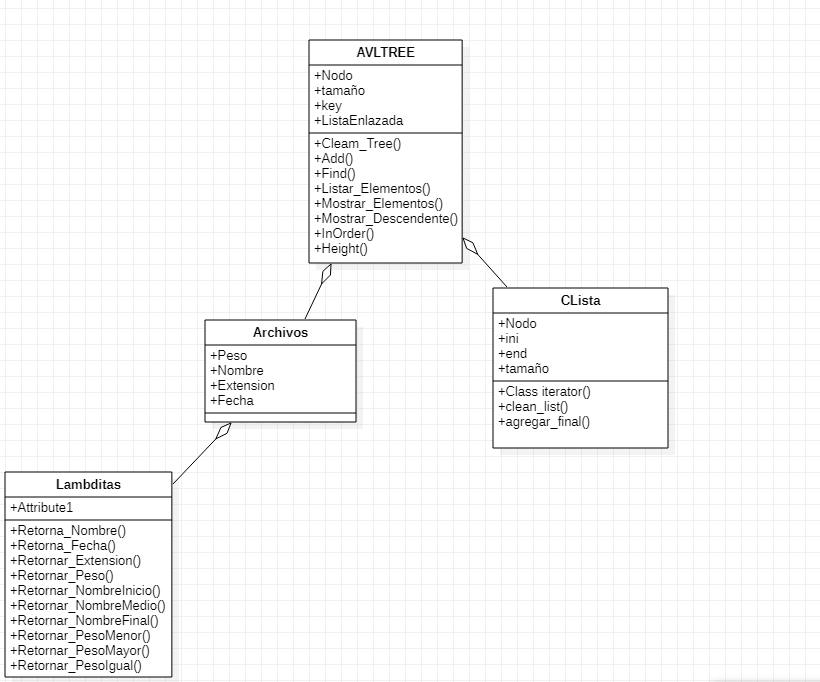 AVLTREE
+Nodo
+tamaño
+key
+ListaEnlazada
+Cleam_Tree()
+Add()
+Find()
+Listar_Elementos()
+Mostrar_Elementos()
+Mostrar_Descendente()
+InOrder()
+Height()
CLista
+Nodo
+ini
+end
+tamaño
+Class iterator()
+clean_list()
+agregar_final()
Archivos
+Peso
+Nombre
+Extension
+Fecha
Lambditas
+Attribute1
+Retorna_Nombre()
+Retorna_Fecha()
+Retornar_Extension()
+Retornar_Peso()
+Retornar_NombreInicio()
+Retornar_NombreMedio()
+Retornar_NombreFinal()
+Retornar_PesoMenor()
+Retornar_PesoMayor()
+Retornar_PesoIgual()